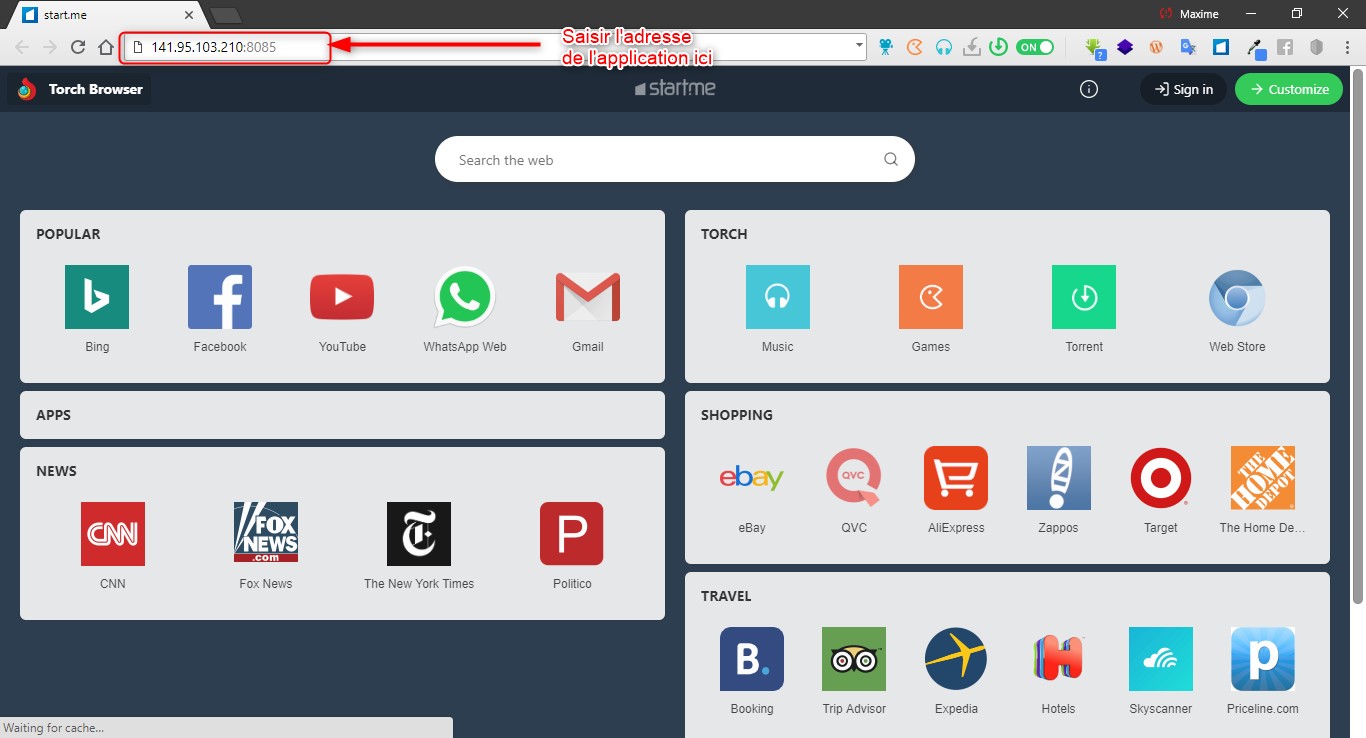 start.me
Maxime
141.95.103.210:8085
Saisir l'adresse
de l'application ici
ON
?
Torch Browser
start.me
Sign in
Customize
Search the web
POPULAR
Bing
Facebook
YouTube
WhatsApp Web
Gmail
TORCH
Music
Games
Torrent
Web Store
APPS
NEWS
CNN
FOX
NEWS
.com
T
P
CNN
Fox News
The New York Times
Politico
SHOPPING
ebay
QVC
THE
HOME
DEPOT
eBay
QVC
AliExpress
Zappos
Target
The Home De...
TRAVEL
B.
H
p
Booking
Trip Advisor
Expedia
Hotels
Skyscanner
Priceline.com
Waiting for cache...